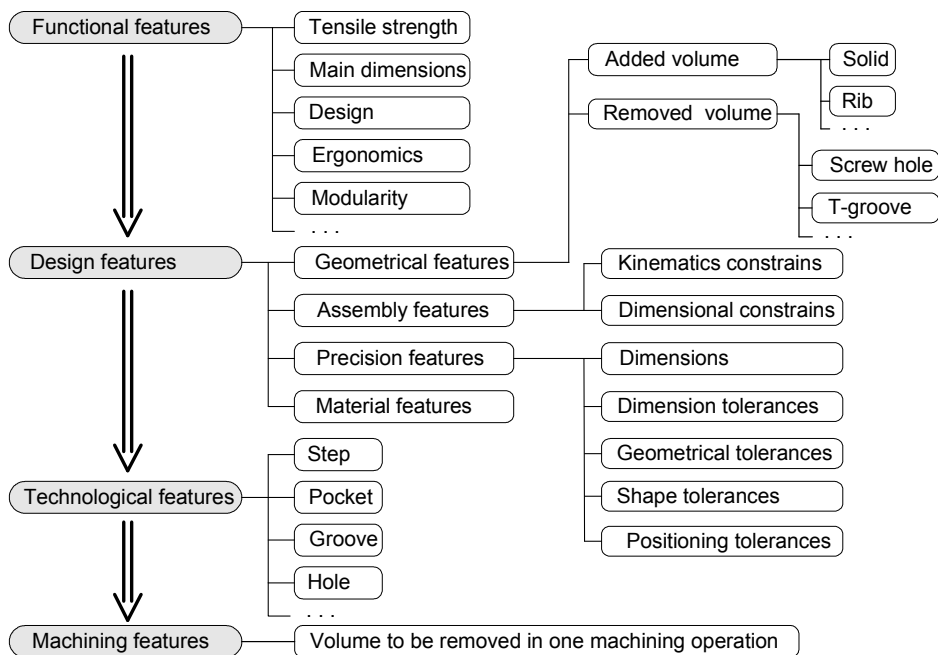 Functional features
Tensile strength
Main dimensions
Design
Ergonomics
Modularity
. . .
Added volume
Solid
Rib
. . .
Removed volume
Screw hole
T-groove
. . .
Design features
Geometrical features
Assembly features
Kinematics constrains
Dimensional constrains
Precision features
Dimensions
Dimension tolerances
Geometrical tolerances
Shape tolerances
Positioning tolerances
Material features
Technological features
Step
Pocket
Groove
Hole
. . .
Machining features
Volume to be removed in one machining operation